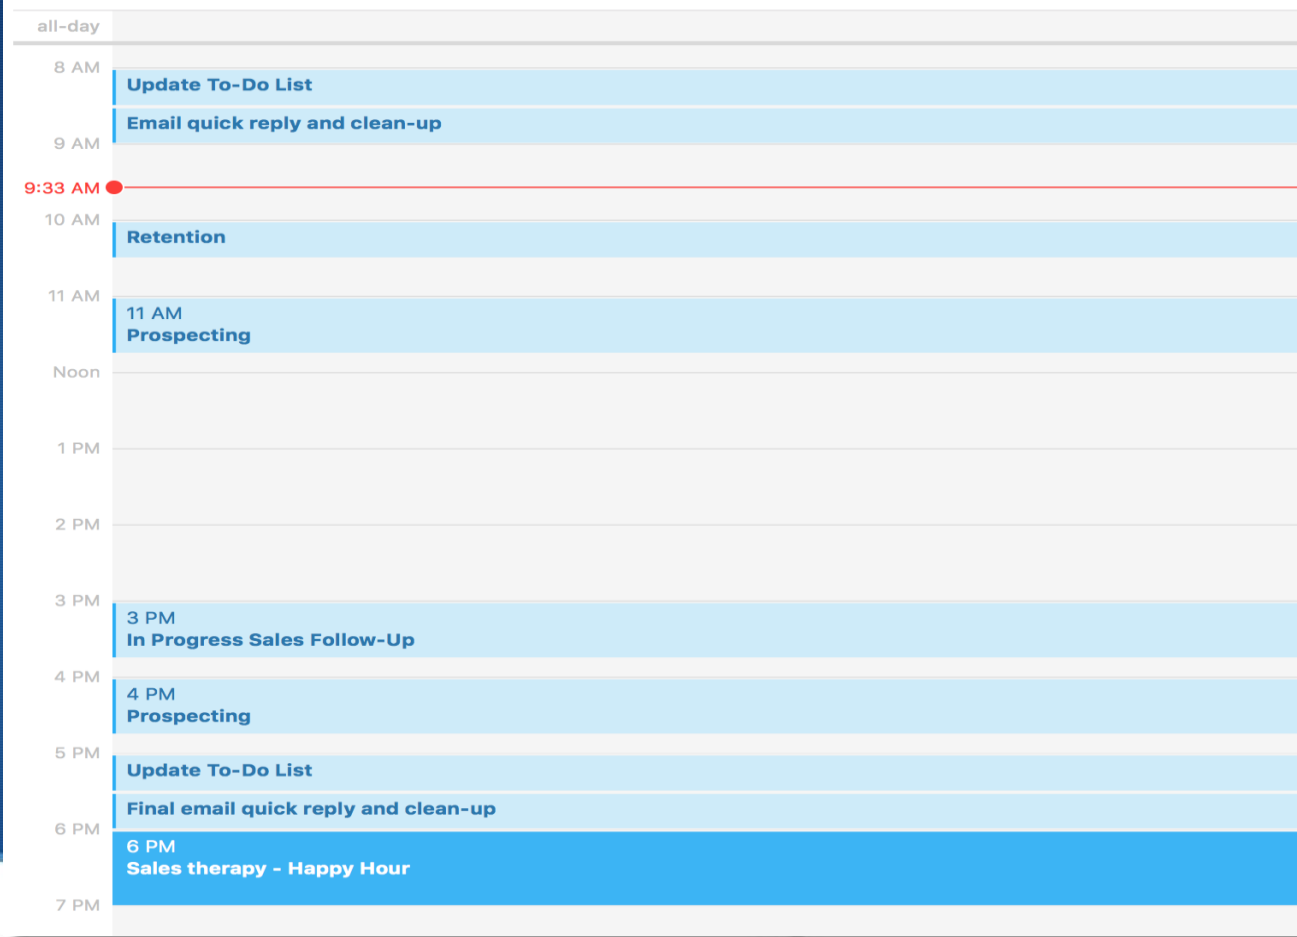 all-day
8 AM
Update To-Do List
Email quick reply and clean-up
9 AM
9:33 AM
10 AM
Retention
11 AM
11 AM
Prospecting
Noon
1 PM
2 PM
3 PM
3 PM
In Progress Sales Follow-Up
4 PM
4 PM
Prospecting
5 PM
Update To-Do List
Final email quick reply and clean-up
6 PM
6 PM
Sales therapy - Happy Hour
7 PM